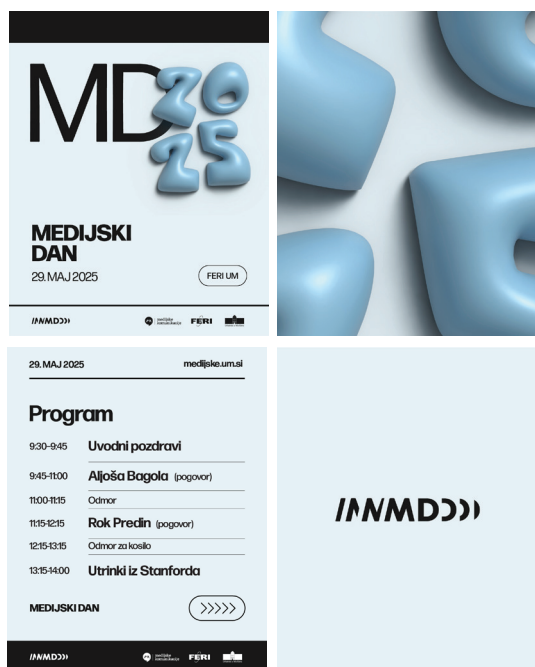 MD
20
25
MEDIJSKI
DAN
29. MAJ 2025
FERI UM
FERI
29. MAJ 2025
medijske.um.si
Program
9:30-9:45 Uvodni pozdravi
9:45-11:00 Aljoša Bagola (pogovor)
11:00-11:15 Odmor
11:15-12:15 Rok Predin (pogovor)
12:15-13:15 Odmor za kosilo
13:15-14:00 Utrinki iz Stanforda
MEDIJSKI DAN
FERI